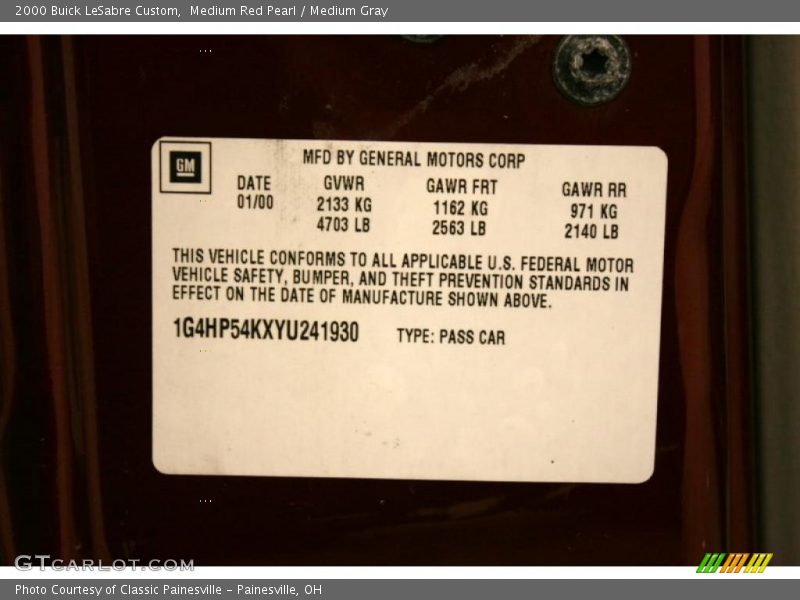 2000 Buick LeSabre Custom,  Medium Red Pearl / Medium Gray
GM
MFD BY GENERAL MOTORS CORP
DATE GVWR GAWR FRT GAWR RR
01/00 2133 KG 1162 KG 971 KG
4703 LB 2563 LB 2140 LB
THIS VEHICLE CONFORMS TO ALL APPLICABLE U.S. FEDERAL MOTOR
VEHICLE SAFETY, BUMPER, AND THEFT PREVENTION STANDARDS IN
EFFECT ON THE DATE OF MANUFACTURE SHOWN ABOVE.
1G4HP54KXYU241930 TYPE: PASS CAR
GTCARLOT.COM
Photo Courtesy of Classic Painesville – Painesville, OH